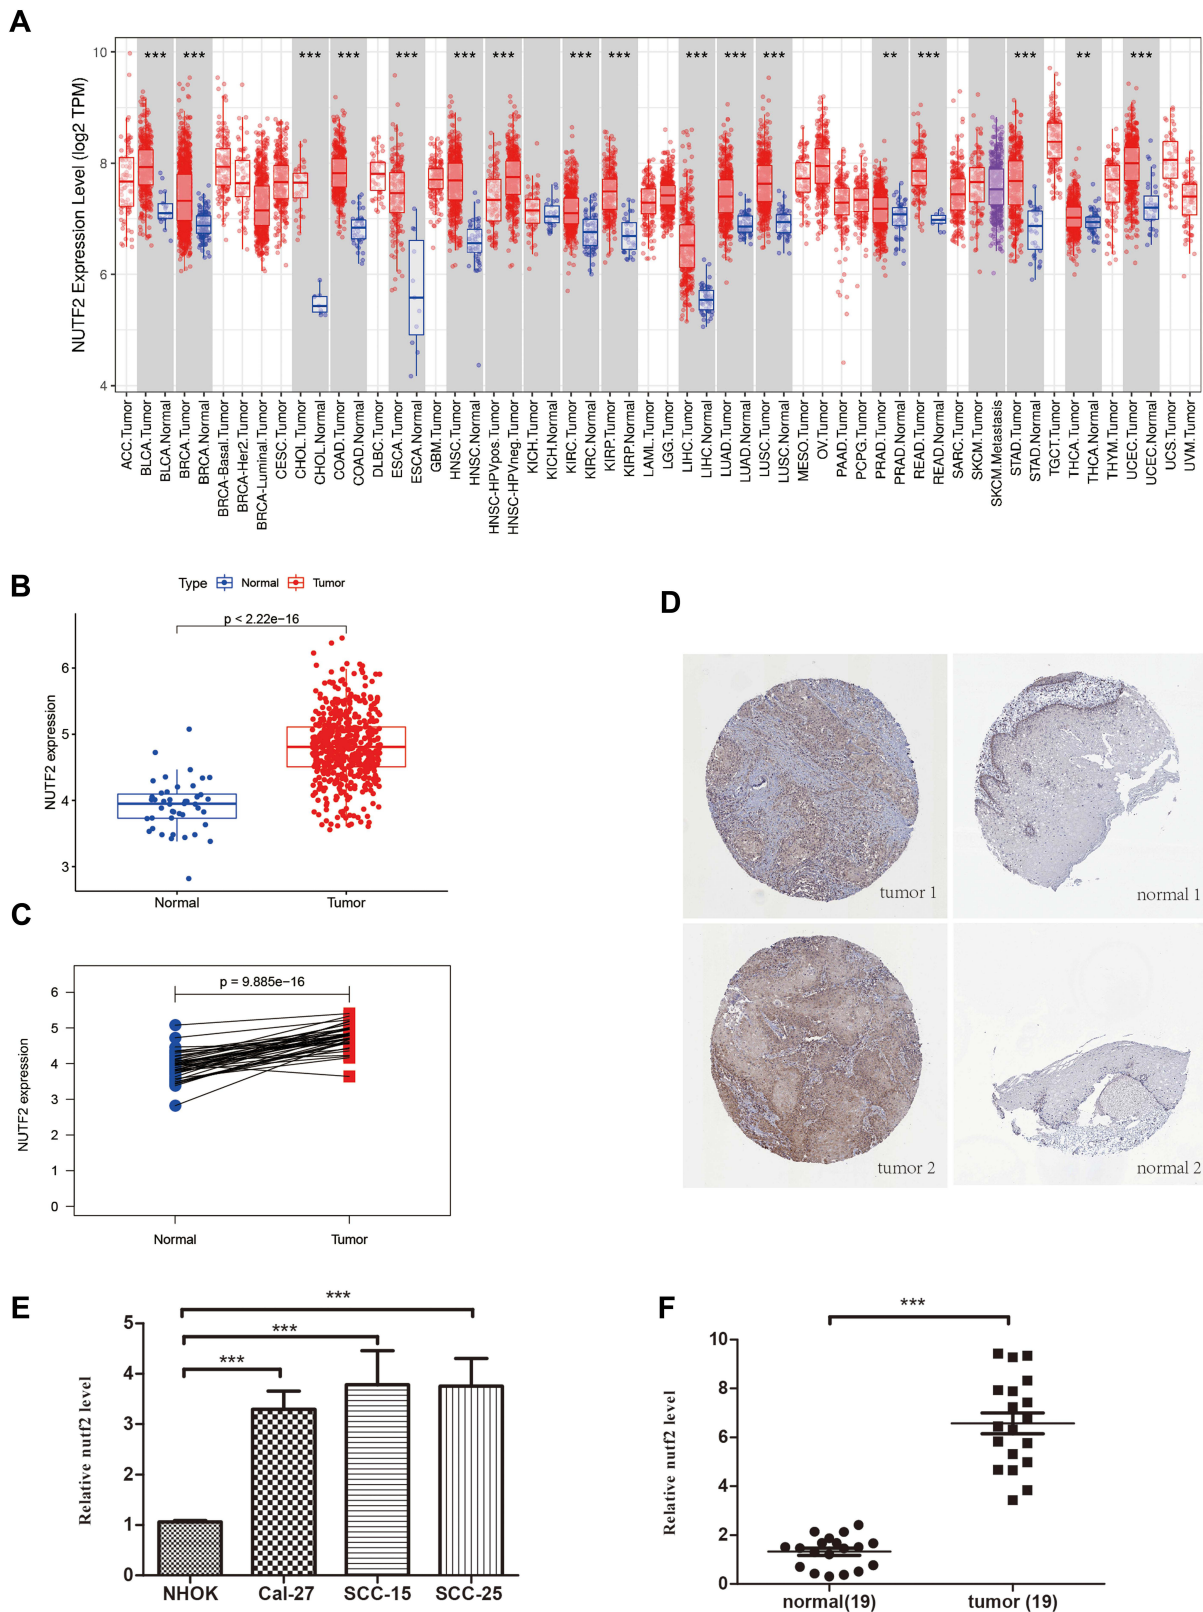 A
*** *** *** *** *** *** *** *** *** *** *** *** ** *** *** ** ***
NUTF2 Expression Level (log2 TPM)
10
8
6
4
ACC.Tumor
BLCA.Tumor
BLCA.Normal
BRCA.Tumor
BRCA.Normal
BRCA-Basal.Tumor
BRCA-Her2.Tumor
BRCA-Luminal.Tumor
CESC.Tumor
CHOL.Tumor
CHOL.Normal
COAD.Tumor
COAD.Normal
DLBC.Tumor
ESCA.Tumor
ESCA.Normal
GBM.Tumor
HNSC.Tumor
HNSC.Normal
HNSC-HPVpos.Tumor
HNSC-HPVneg.Tumor
KICH.Tumor
KICH.Normal
KIRC.Tumor
KIRC.Normal
KIRP.Tumor
KIRP.Normal
LAML.Tumor
LGG.Tumor
LIHC.Tumor
LIHC.Normal
LUAD.Tumor
LUAD.Normal
LUSC.Tumor
LUSC.Normal
MESO.Tumor
OV.Tumor
PAAD.Tumor
PCPG.Tumor
PRAD.Tumor
PRAD.Normal
READ.Tumor
READ.Normal
SARC.Tumor
SKCM.Tumor
SKCM.Metastasis
STAD.Tumor
STAD.Normal
TGCT.Tumor
THCA.Tumor
THCA.Normal
THYM.Tumor
UCEC.Tumor
UCEC.Normal
UCS.Tumor
UVM.Tumor
B
Type Normal Tumor
p < 2.22e−16
NUTF2 expression
6
5
4
3
Normal Tumor
C
p = 9.885e−16
NUTF2 expression
6
5
4
3
2
1
0
Normal Tumor
D
tumor 1
normal 1
tumor 2
normal 2
E
***
***
***
Relative nutf2 level
5
4
3
2
1
0
NHOK Cal-27 SCC-15 SCC-25
F
***
Relative nutf2 level
10
8
6
4
2
0
normal(19) tumor (19)